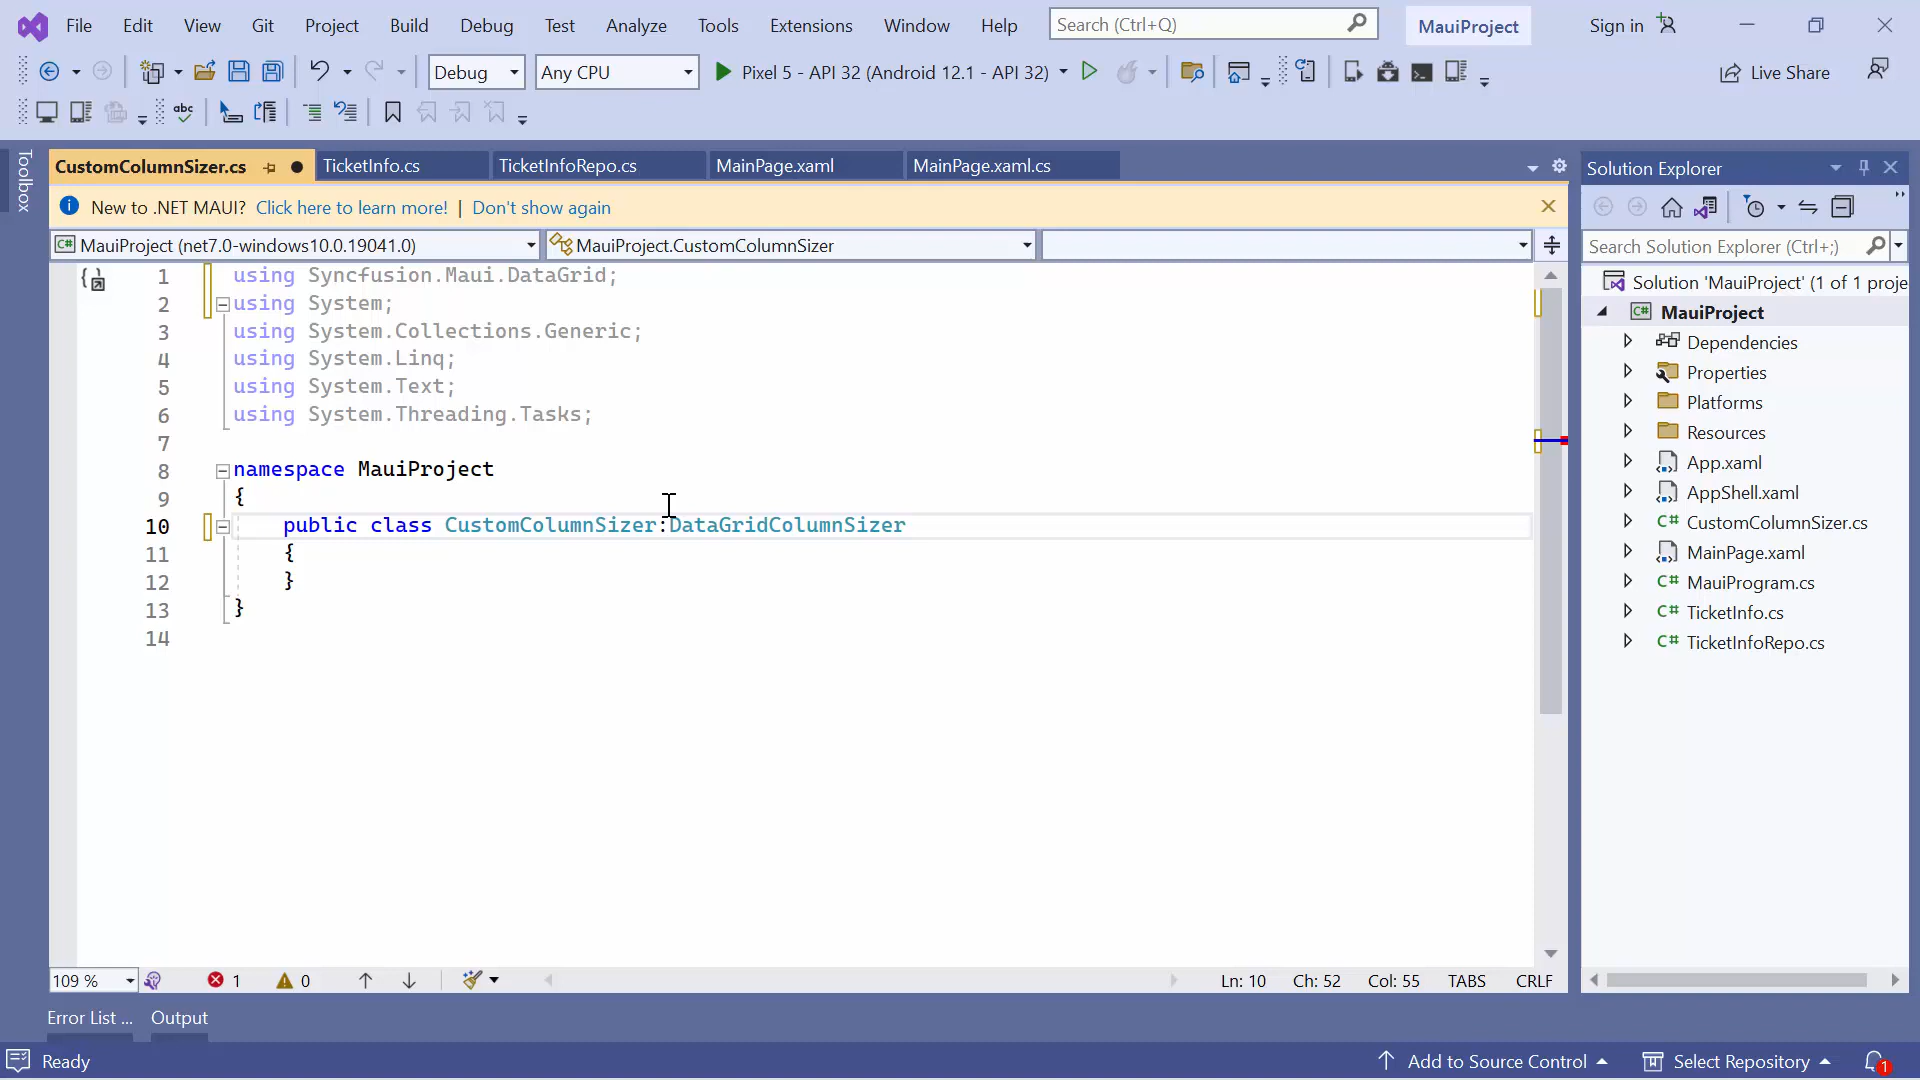 File Edit View Git Project Build Debug Test Analyze Tools Extensions Window Help Search (Ctrl+Q) MauiProject Sign in
Debug Any CPU Pixel 5 - API 32 (Android 12.1 - API 32) Live Share
abc
Toolbox
CustomColumnSizer.cs TicketInfo.cs TicketInfoRepo.cs MainPage.xaml MainPage.xaml.cs
New to .NET MAUI? Click here to learn more! | Don't show again
C# MauiProject (net7.0-windows10.0.19041.0) MauiProject.CustomColumnSizer
1 using Syncfusion.Maui.DataGrid;
2 using System;
3 using System.Collections.Generic;
4 using System.Linq;
5 using System.Text;
6 using System.Threading.Tasks;
7
8 namespace MauiProject
9 {
10 public class CustomColumnSizer:DataGridColumnSizer
11 {
12 }
13 }
14
109 % 1 0 Ln: 10 Ch: 52 Col: 55 TABS CRLF
Solution Explorer
Search Solution Explorer (Ctrl+;)
Solution 'MauiProject' (1 of 1 proje
C# MauiProject
Dependencies
Properties
Platforms
Resources
App.xaml
AppShell.xaml
C# CustomColumnSizer.cs
MainPage.xaml
C# MauiProgram.cs
C# TicketInfo.cs
C# TicketInfoRepo.cs
Error List ... Output
Ready Add to Source Control Select Repository 1